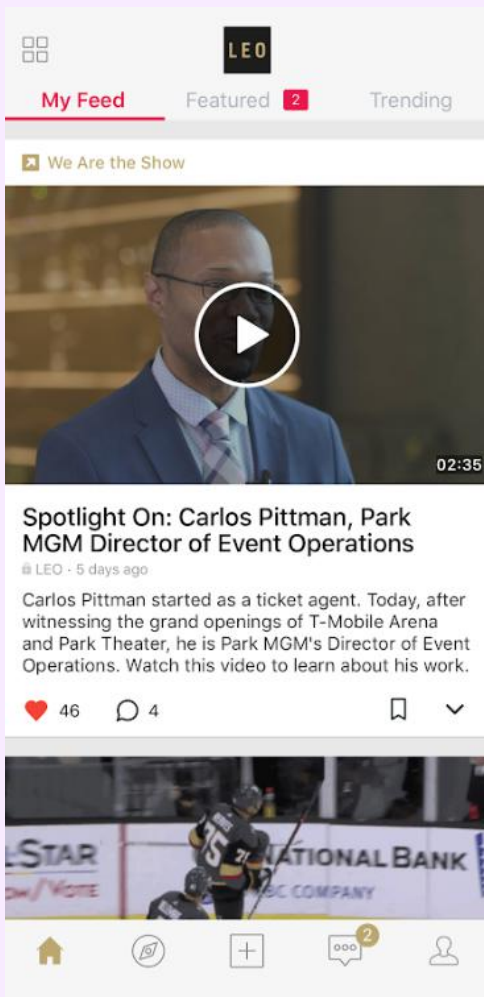 LEO
My Feed
Featured 2
Trending
We Are the Show
02:35
Spotlight On: Carlos Pittman, Park
MGM Director of Event Operations
LEO · 5 days ago
Carlos Pittman started as a ticket agent. Today, after
witnessing the grand openings of T-Mobile Arena
and Park Theater, he is Park MGM's Director of Event
Operations. Watch this video to learn about his work.
46
4
75
-STAR
NATIONAL BANK
/VOTE
BC COMPANY
2